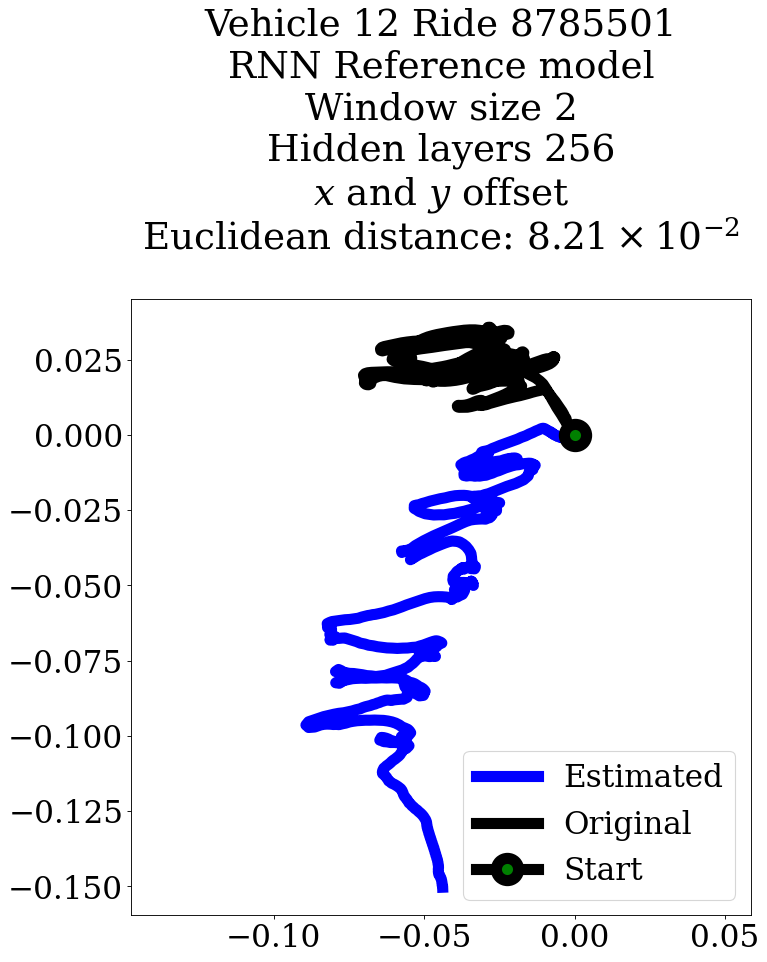 Vehicle 12 Ride 8785501
RNN Reference model
Window size 2
Hidden layers 256
x and y offset
Euclidean distance: 8.21 × 10⁻²
0.025
0.000
−0.025
−0.050
−0.075
−0.100
−0.125
−0.150
Estimated
Original
Start
−0.10
−0.05
0.00
0.05